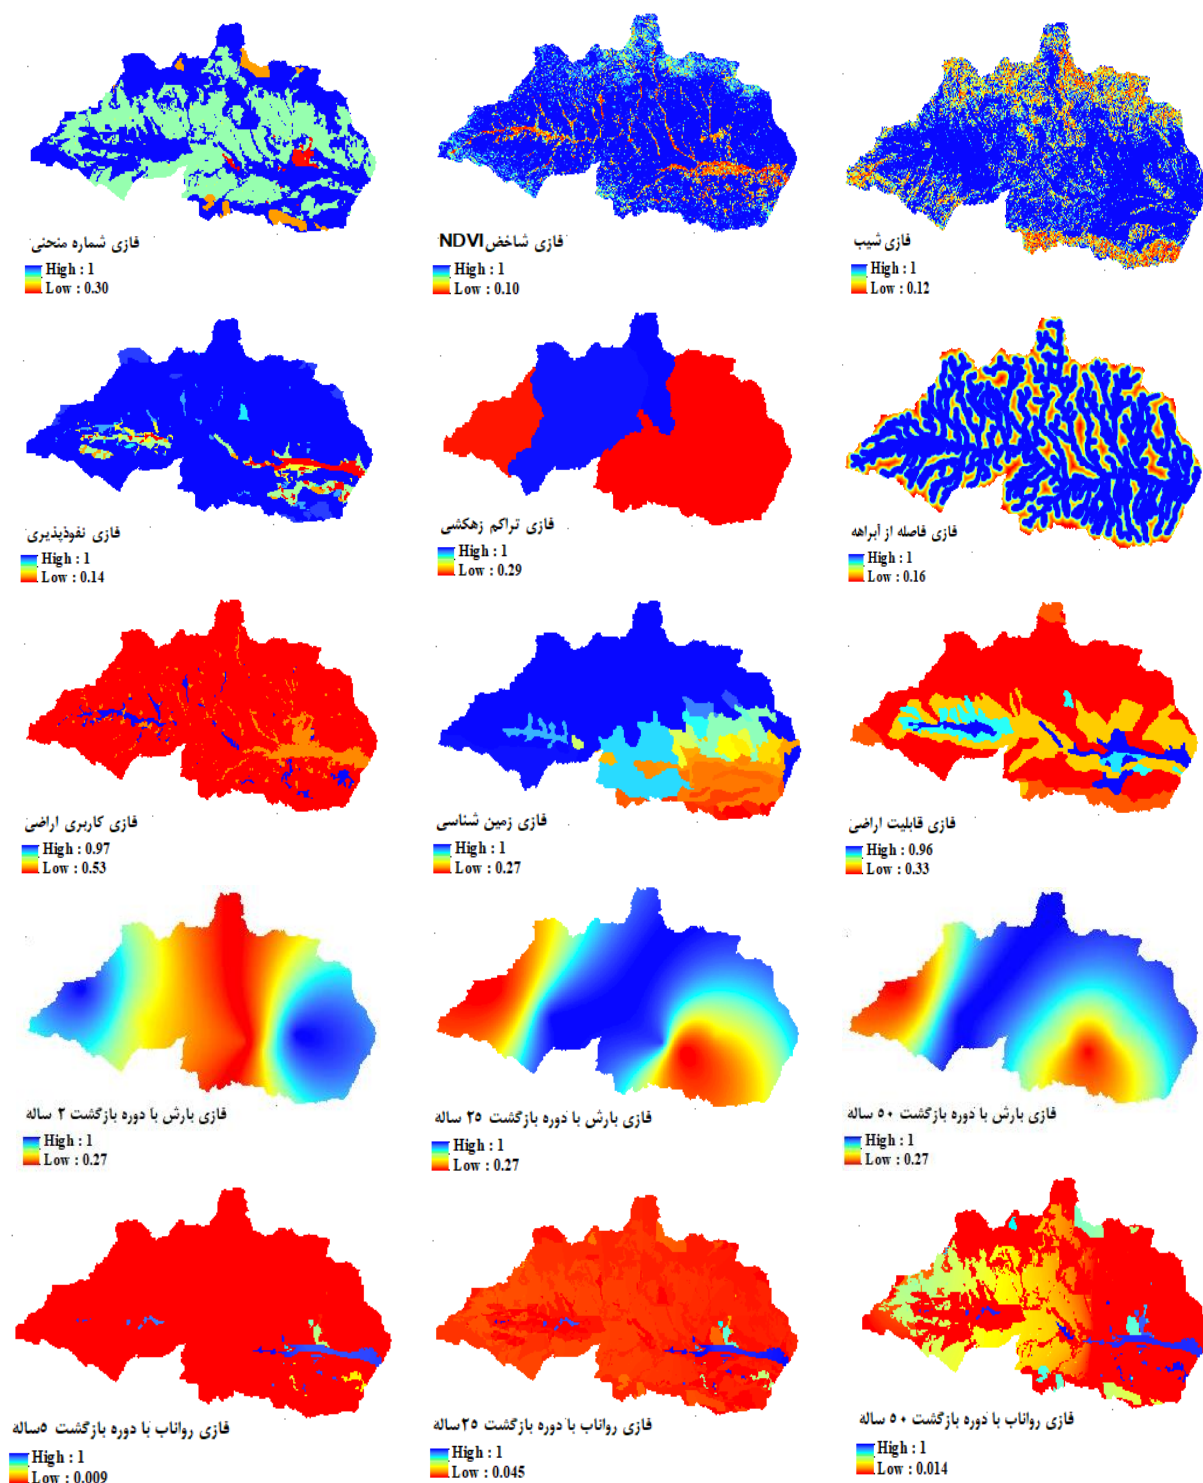 فازی شماره منحنی
High : 1
Low : 0.30
فازی شاخص NDVI
High : 1
Low : 0.10
فازی شیب
High : 1
Low : 0.12
فازی نفوذپذیری
High : 1
Low : 0.14
فازی تراکم زهکشی
High : 1
Low : 0.29
فازی فاصله از آبراهه
High : 1
Low : 0.16
فازی کاربری اراضی
High : 0.97
Low : 0.53
فازی زمین شناسی
High : 1
Low : 0.27
فازی قابلیت اراضی
High : 0.96
Low : 0.33
فازی بارش با دوره بازگشت ۲ ساله
High : 1
Low : 0.27
فازی بارش با دوره بازگشت ۲۵ ساله
High : 1
Low : 0.27
فازی بارش با دوره بازگشت ۵۰ ساله
High : 1
Low : 0.27
فازی رواناب با دوره بازگشت ۵ساله
High : 1
Low : 0.009
فازی رواناب با دوره بازگشت ۲۵ساله
High : 1
Low : 0.045
فازی رواناب با دوره بازگشت ۵۰ ساله
High : 1
Low : 0.014